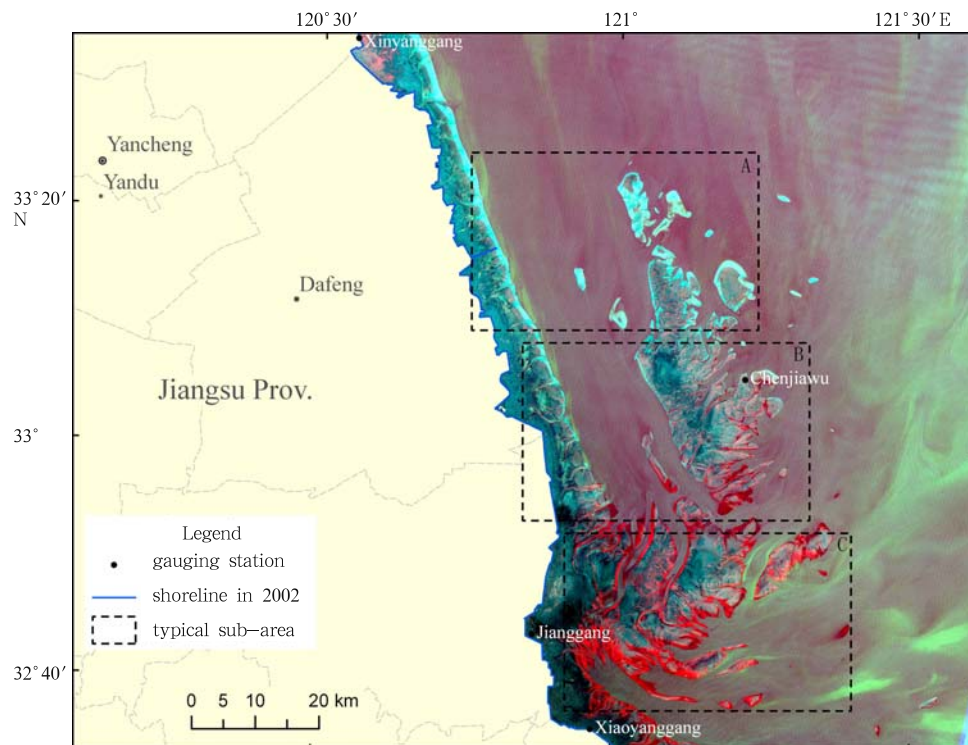 120°30′
121°
121°30′E
Xinyanggang
A
Yancheng
Yandu
33°20′
N
Dafeng
B
Chenjiawu
Jiangsu Prov.
33°
Legend
gauging station
shoreline in 2002
typical sub-area
C
Jianggang
32°40′
0 5 10 20 km
Xiaoyanggang